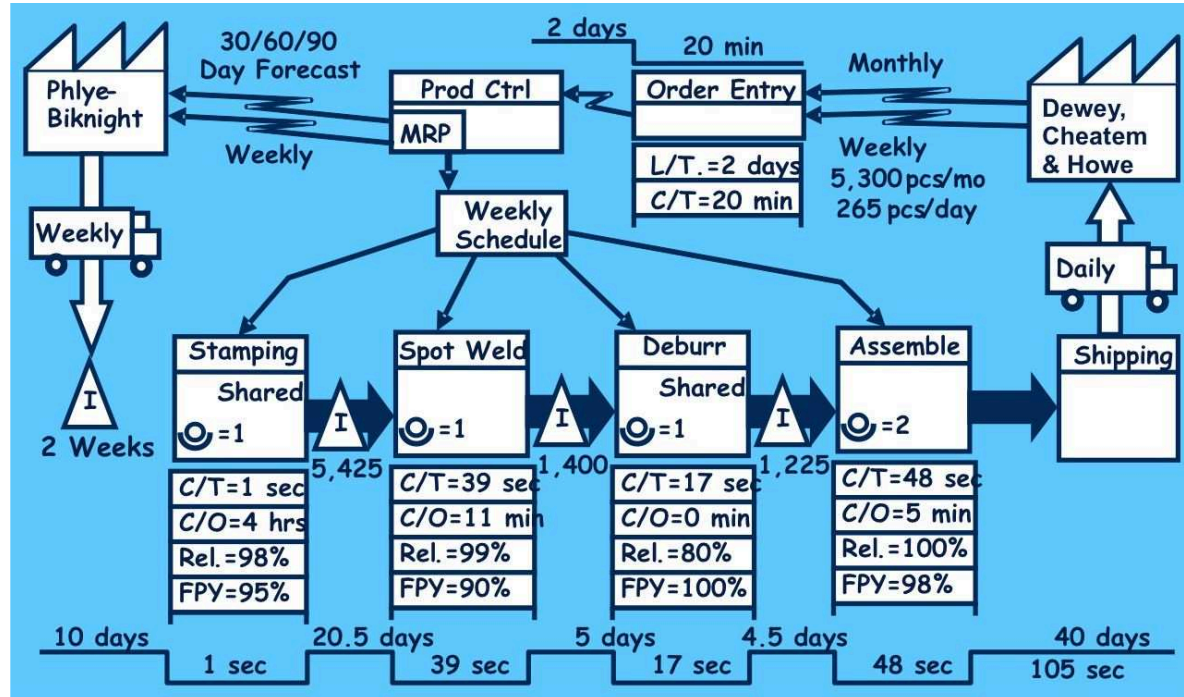 2 days
20 min
30/60/90
Day Forecast
Monthly
Phlye-
Biknight
Prod Ctrl
MRP
Order Entry
Dewey,
Cheatem
& Howe
Weekly
Weekly
5,300 pcs/mo
265 pcs/day
L/T.=2 days
C/T=20 min
Weekly
Schedule
Weekly
Daily
I
2 Weeks
Stamping
Shared
=1
I
5,425
Spot Weld
=1
I
1,400
Deburr
Shared
=1
I
1,225
Assemble
=2
Shipping
C/T=1 sec
C/O=4 hrs
Rel.=98%
FPY=95%
C/T=39 sec
C/O=11 min
Rel.=99%
FPY=90%
C/T=17 sec
C/O=0 min
Rel.=80%
FPY=100%
C/T=48 sec
C/O=5 min
Rel.=100%
FPY=98%
10 days
1 sec
20.5 days
39 sec
5 days
17 sec
4.5 days
48 sec
40 days
105 sec